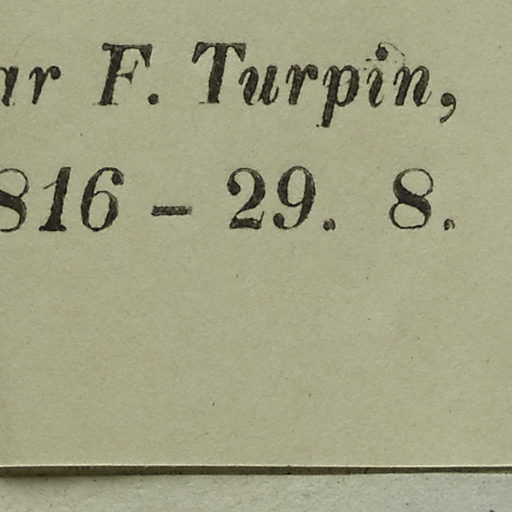 ar F. Turpin,
816 – 29. 8.